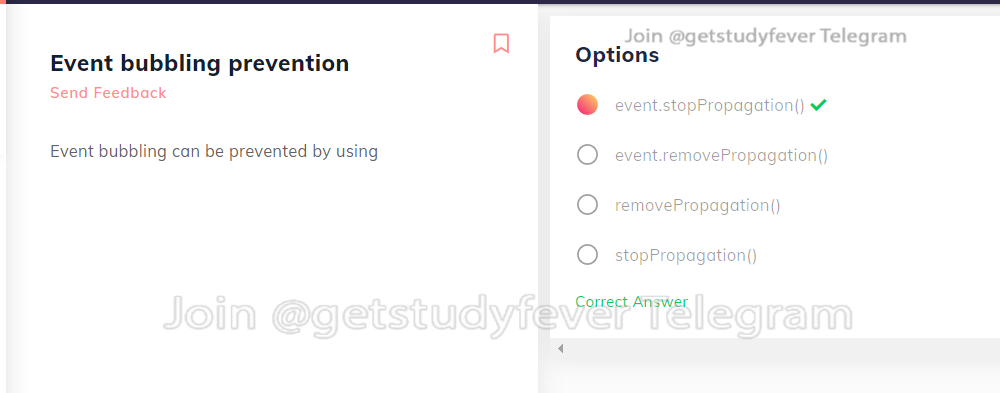 Event bubbling prevention
Send Feedback
Event bubbling can be prevented by using
Join @getstudyfever Telegram
Options
event.stopPropagation()
event.removePropagation()
removePropagation()
stopPropagation()
Correct Answer
Join @getstudyfever Telegram